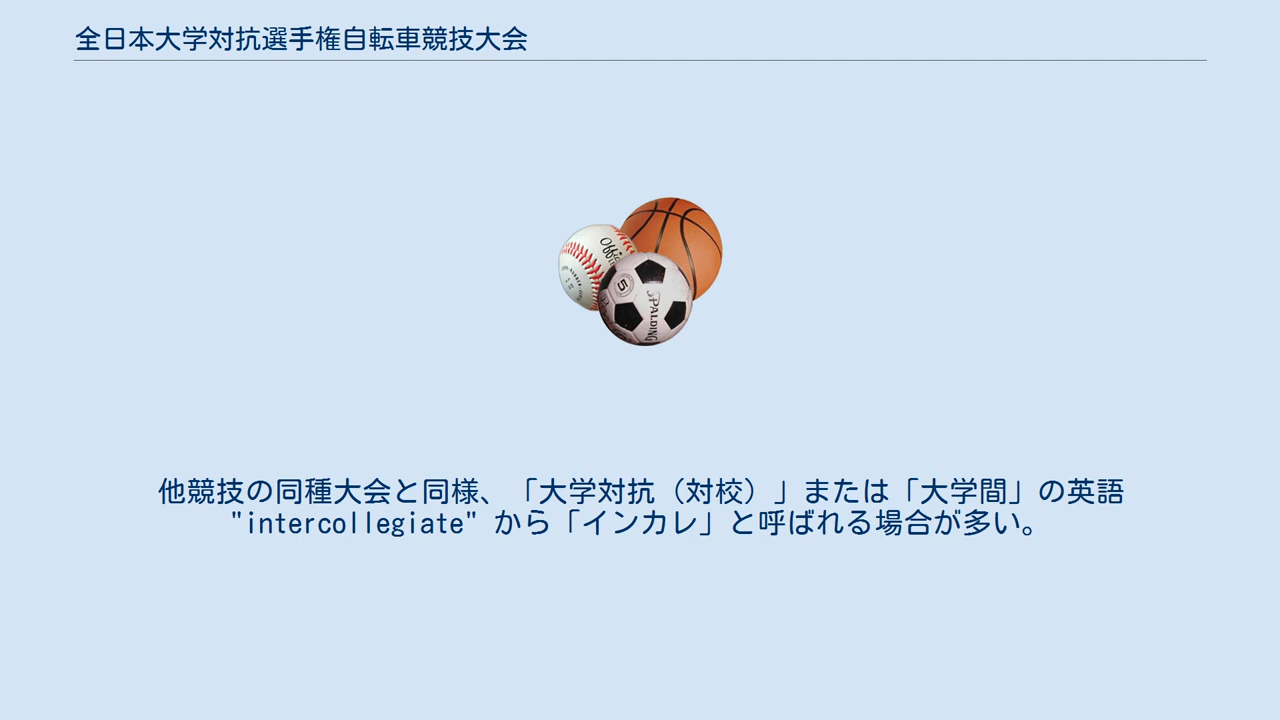 全日本大学対抗選手権自転車競技大会
5
SPALDING
他競技の同種大会と同様、「大学対抗（対校）」または「大学間」の英語
"intercollegiate" から「インカレ」と呼ばれる場合が多い。